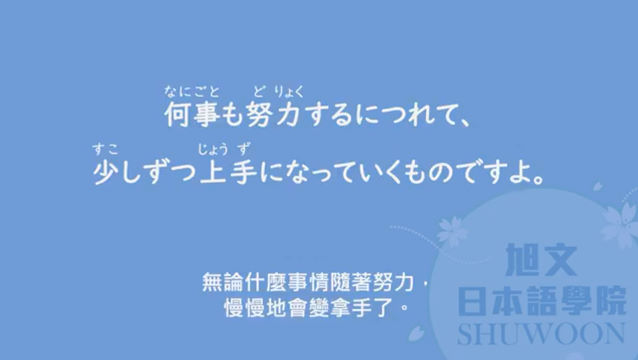 なにごと　ど りょく
何事も努力するにつれて、
すこ　じょう ず
少しずつ上手になっていくものですよ。
無論什麼事情隨著努力，
慢慢地會變拿手了。
旭文
日本語學院
SHUWOON